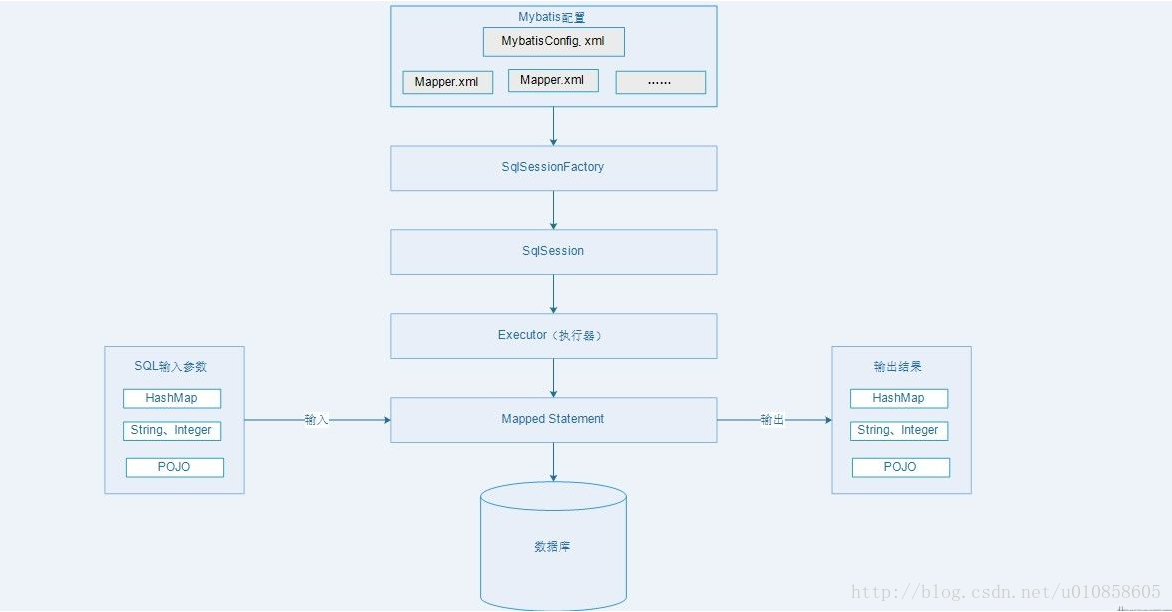 Mybatis配置
MybatisConfig.xml
Mapper.xml
Mapper.xml
......
SqlSessionFactory
SqlSession
Executor（执行器）
SQL输入参数
HashMap
String、Integer
POJO
输入
Mapped Statement
输出
输出结果
HashMap
String、Integer
POJO
数据库
http://blog.csdn.net/u010858605